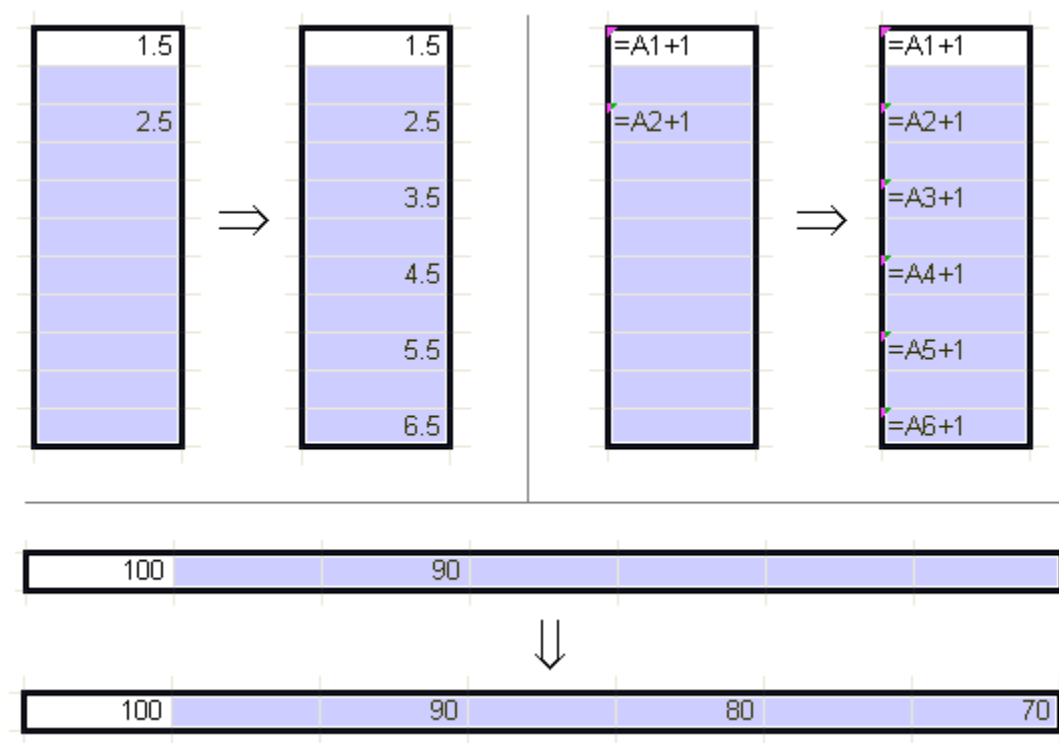 1.5 1.5 =A1+1 =A1+1
2.5 2.5 =A2+1 =A2+1
3.5 =A3+1
4.5 =A4+1
5.5 =A5+1
6.5 =A6+1
100 90
100 90 80 70